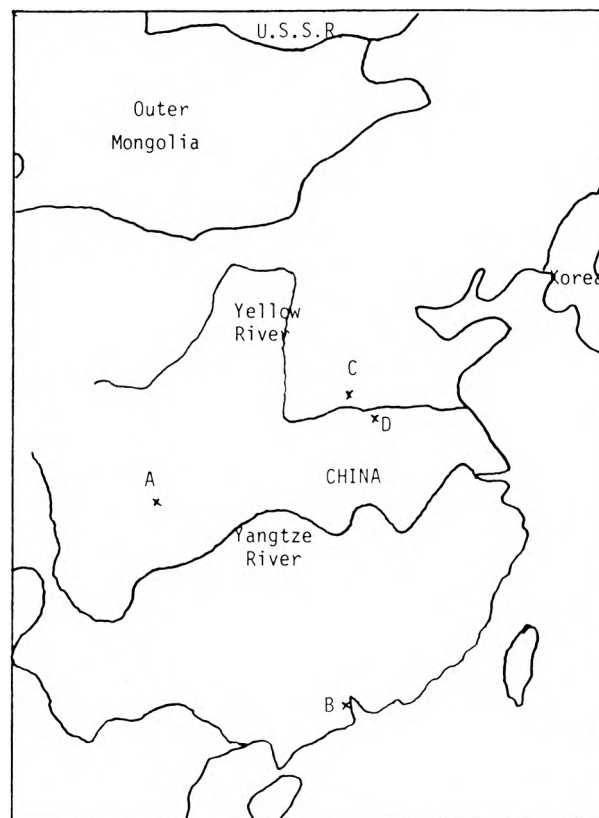 U.S.S.R
Outer
Mongolia
Korea
Yellow
River
C
D
A
CHINA
Yangtze
River
B